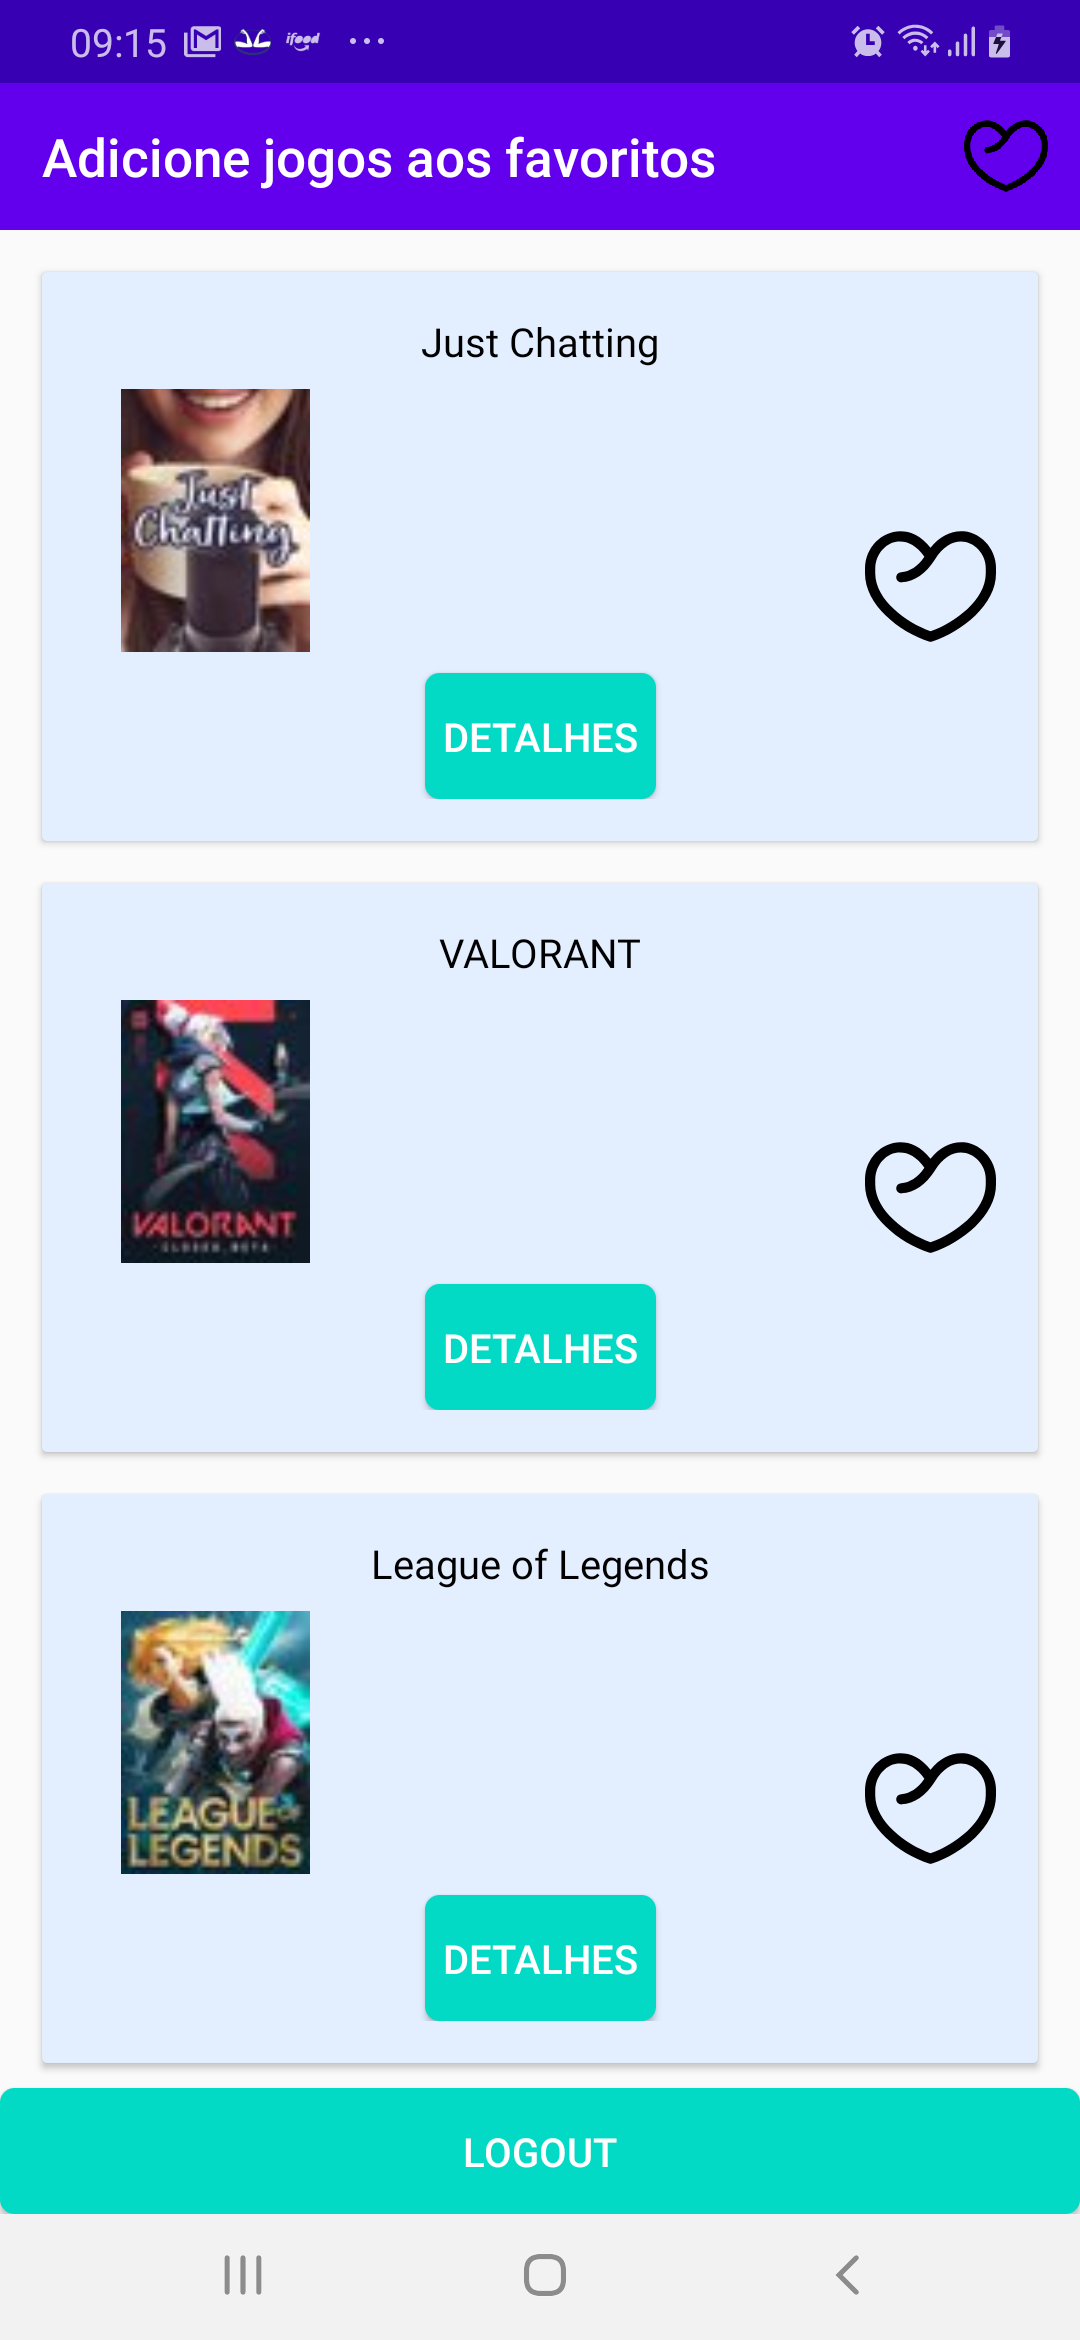 09:15 ifood
Adicione jogos aos favoritos
Just Chatting
Just
Chatting
DETALHES
VALORANT
VALORANT
CLOSED BETA
DETALHES
League of Legends
LEAGUE OF
LEGENDS
DETALHES
LOGOUT